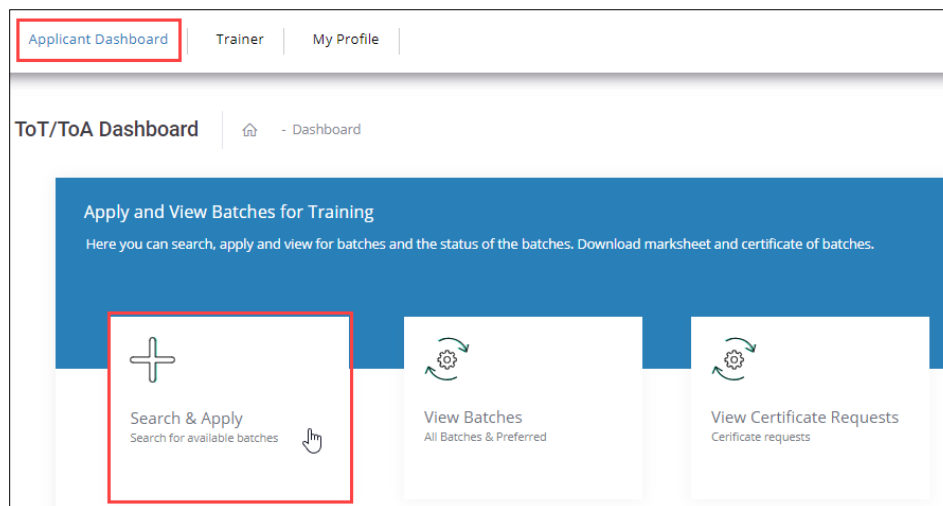 Applicant Dashboard Trainer My Profile
ToT/ToA Dashboard - Dashboard
Apply and View Batches for Training
Here you can search, apply and view for batches and the status of the batches. Download marksheet and certificate of batches.
Search & Apply
Search for available batches
View Batches
All Batches & Preferred
View Certificate Requests
Cerificate requests